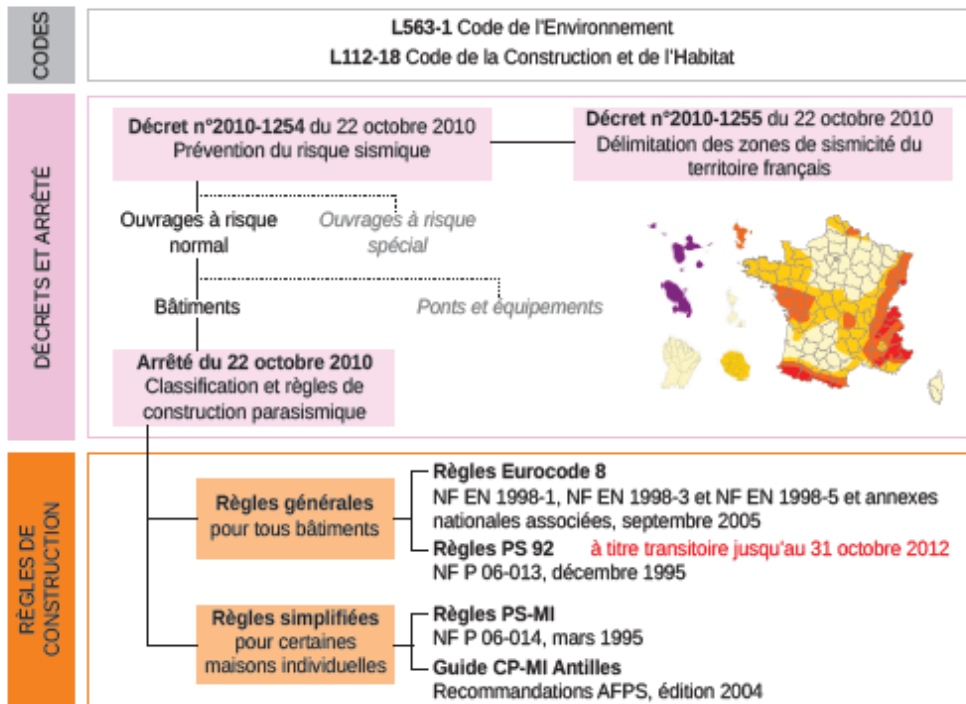 CODES
L563-1 Code de l'Environnement
L112-18 Code de la Construction et de l'Habitat
DÉCRETS ET ARRÊTÉ
Décret n°2010-1254 du 22 octobre 2010
Prévention du risque sismique
Décret n°2010-1255 du 22 octobre 2010
Délimitation des zones de sismicité du
territoire français
Ouvrages à risque
normal
Ouvrages à risque
spécial
Bâtiments
Ponts et équipements
Arrêté du 22 octobre 2010
Classification et règles de
construction parasismique
RÈGLES DE
CONSTRUCTION
Règles générales
pour tous bâtiments
Règles Eurocode 8
NF EN 1998-1, NF EN 1998-3 et NF EN 1998-5 et annexes
nationales associées, septembre 2005
Règles PS 92 à titre transitoire jusqu'au 31 octobre 2012
NF P 06-013, décembre 1995
Règles simplifiées
pour certaines
maisons individuelles
Règles PS-MI
NF P 06-014, mars 1995
Guide CP-MI Antilles
Recommandations AFPS, édition 2004